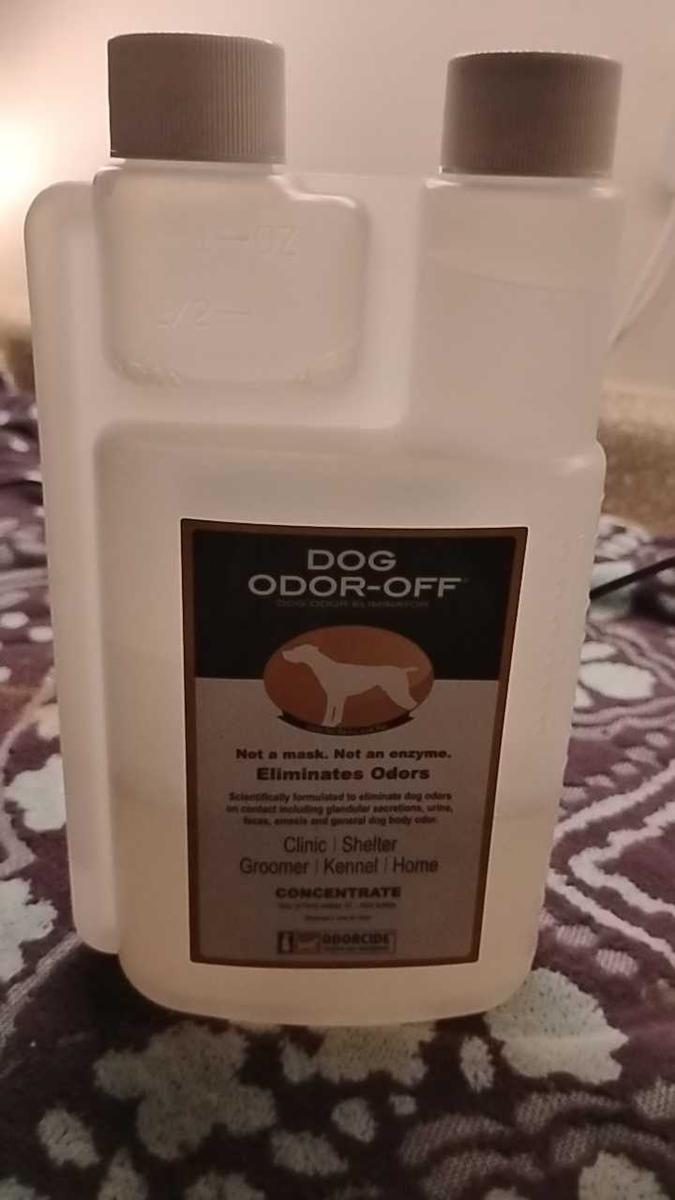 1 OZ
1/2
DOG
ODOR-OFF
DOG ODOR ELIMINATOR
Not a mask. Not an enzyme.
Eliminates Odors
Scientifically formulated to eliminate dog odors
on contact including glandular secretions, urine,
feces, emesis and general dog body odor.
Clinic | Shelter
Groomer | Kennel | Home
CONCENTRATE
ODORCIDE